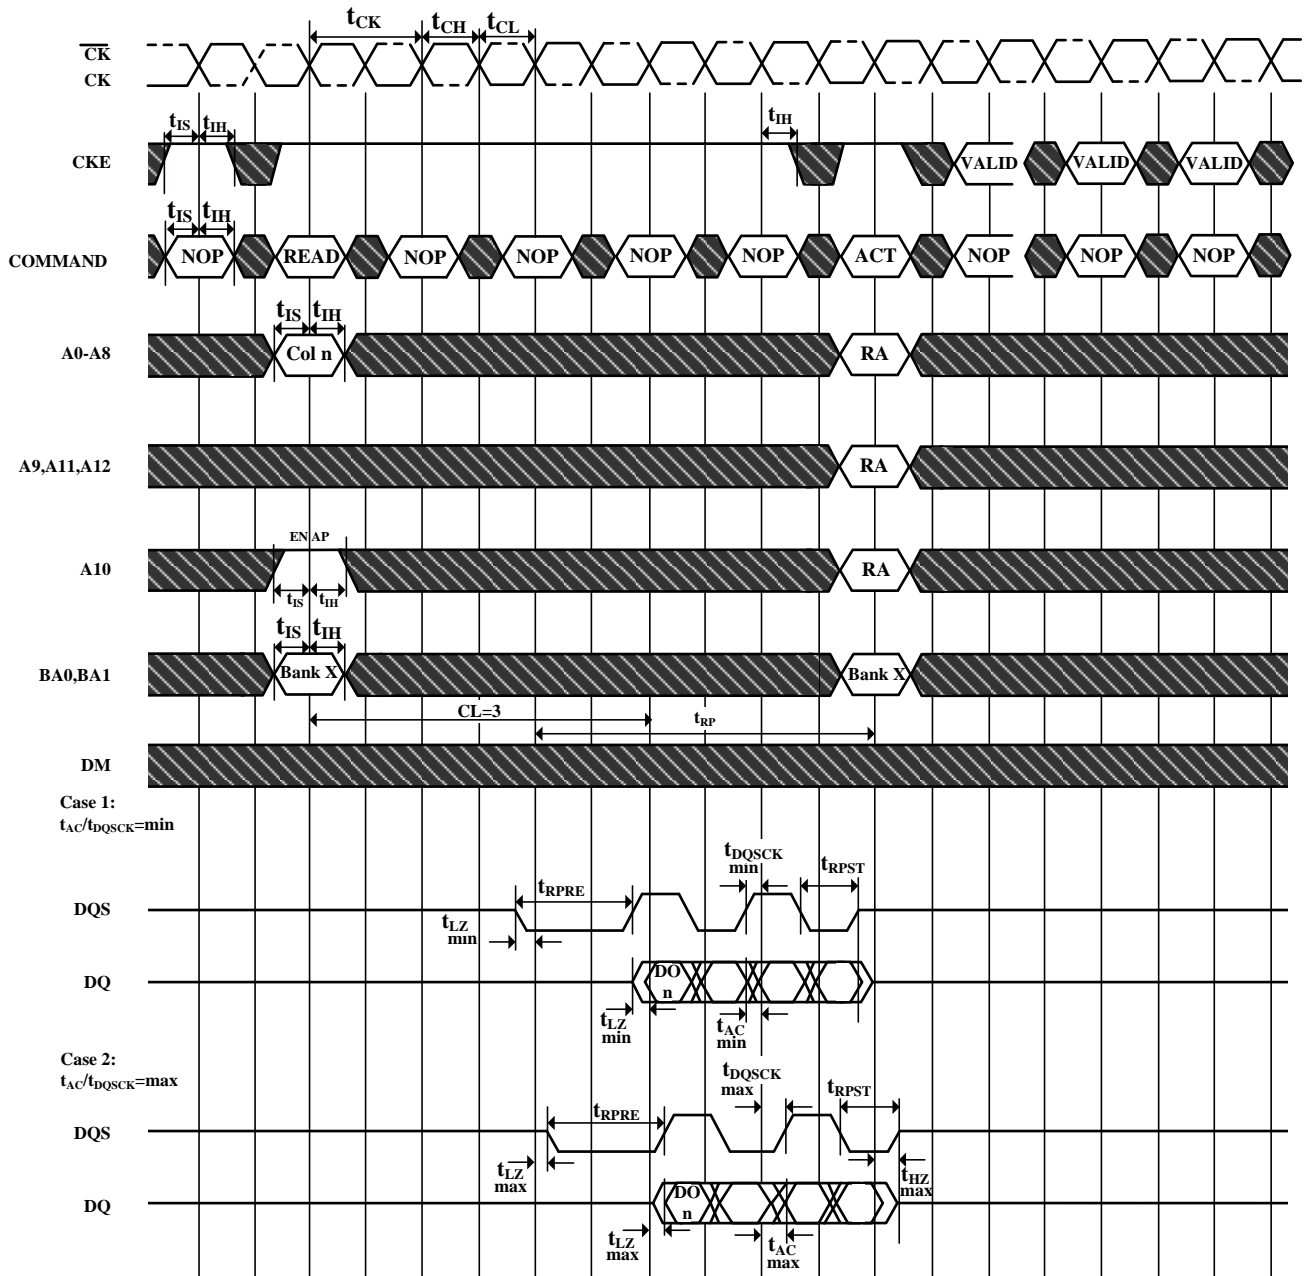 tCK tCH tCL
CK
CK
tIS tIH tIH
CKE VALID VALID VALID
tIS tIH
COMMAND NOP READ NOP NOP NOP NOP ACT NOP NOP NOP
tIS tIH
A0-A8 Col n RA
A9,A11,A12 RA
EN AP
A10 RA
tIS tIH
tIS tIH
BA0,BA1 Bank X Bank X
CL=3 tRP
DM
Case 1:
tAC/tDQSCK=min
tDQSCK
min tRPST
tRPRE
DQS
tLZ
min
DQ DO
n
tLZ
min
tAC
min
Case 2:
tAC/tDQSCK=max
tDQSCK
max tRPST
tRPRE
DQS
tLZ
max
tHZ
max
DQ DO
n
tLZ
max
tAC
max